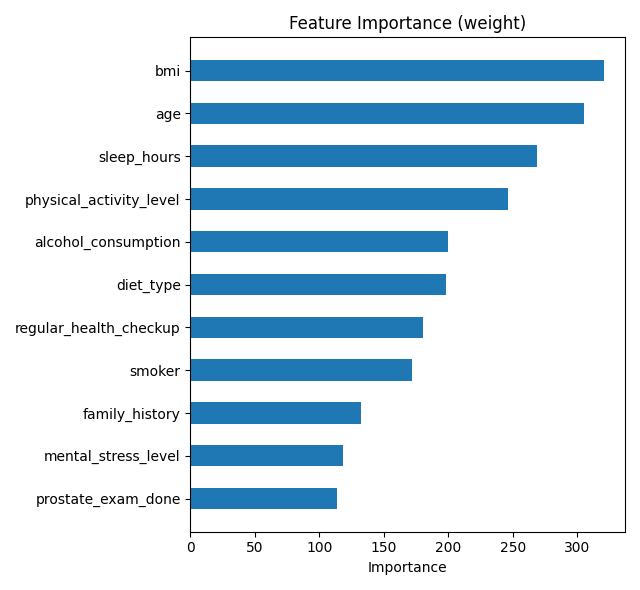 Feature Importance (weight)
bmi
age
sleep_hours
physical_activity_level
alcohol_consumption
diet_type
regular_health_checkup
smoker
family_history
mental_stress_level
prostate_exam_done
0 50 100 150 200 250 300
Importance